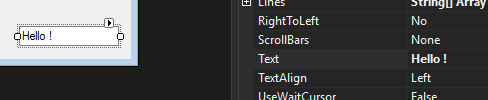 Hello !
Lines String[] Array
RightToLeft No
ScrollBars None
Text Hello !
TextAlign Left
UseWaitCursor False